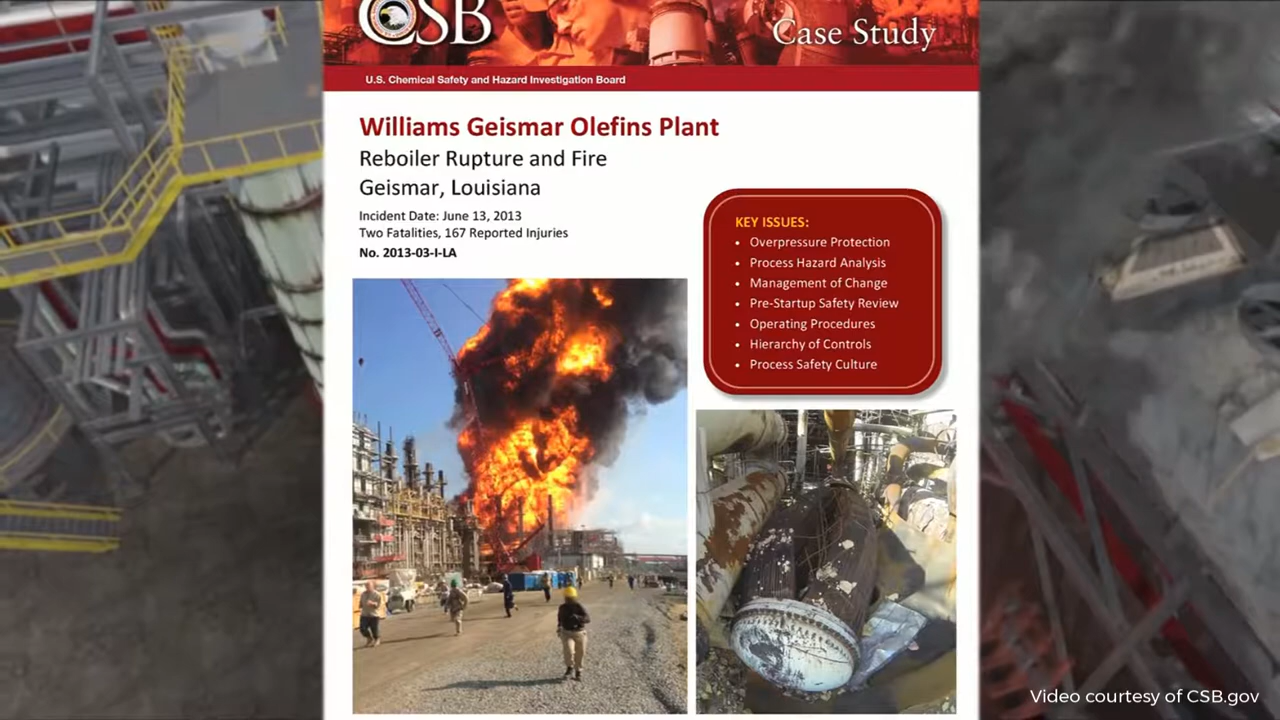 CSB
Case Study
U.S. Chemical Safety and Hazard Investigation Board
Williams Geismar Olefins Plant
Reboiler Rupture and Fire
Geismar, Louisiana
Incident Date: June 13, 2013
Two Fatalities, 167 Reported Injuries
No. 2013-03-I-LA
KEY ISSUES:
• Overpressure Protection
• Process Hazard Analysis
• Management of Change
• Pre-Startup Safety Review
• Operating Procedures
• Hierarchy of Controls
• Process Safety Culture
Video courtesy of CSB.gov